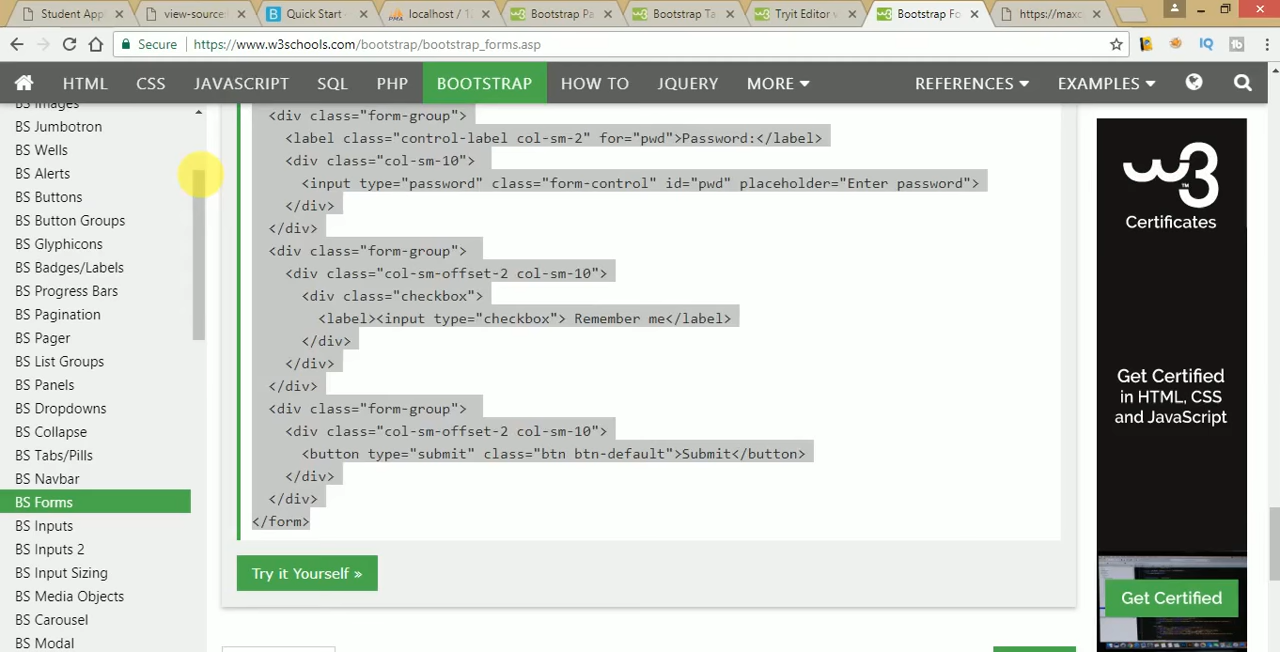 Student App
view-source:
Quick Start -
localhost / 1
Bootstrap Pa
Bootstrap Ta
Tryit Editor v
Bootstrap Fo
https://maxc
Secure
https://www.w3schools.com/bootstrap/bootstrap_forms.asp
HTML CSS JAVASCRIPT SQL PHP BOOTSTRAP HOW TO JQUERY MORE REFERENCES EXAMPLES
BS Images
BS Jumbotron
BS Wells
BS Alerts
BS Buttons
BS Button Groups
BS Glyphicons
BS Badges/Labels
BS Progress Bars
BS Pagination
BS Pager
BS List Groups
BS Panels
BS Dropdowns
BS Collapse
BS Tabs/Pills
BS Navbar
BS Forms
BS Inputs
BS Inputs 2
BS Input Sizing
BS Media Objects
BS Carousel
BS Modal
<div class="form-group">
<label class="control-label col-sm-2" for="pwd">Password:</label>
<div class="col-sm-10">
<input type="password" class="form-control" id="pwd" placeholder="Enter password">
</div>
</div>
<div class="form-group">
<div class="col-sm-offset-2 col-sm-10">
<div class="checkbox">
<label><input type="checkbox"> Remember me</label>
</div>
</div>
</div>
<div class="form-group">
<div class="col-sm-offset-2 col-sm-10">
<button type="submit" class="btn btn-default">Submit</button>
</div>
</div>
</form>
Try it Yourself »
w3
Certificates
Get Certified
in HTML, CSS
and JavaScript
Get Certified